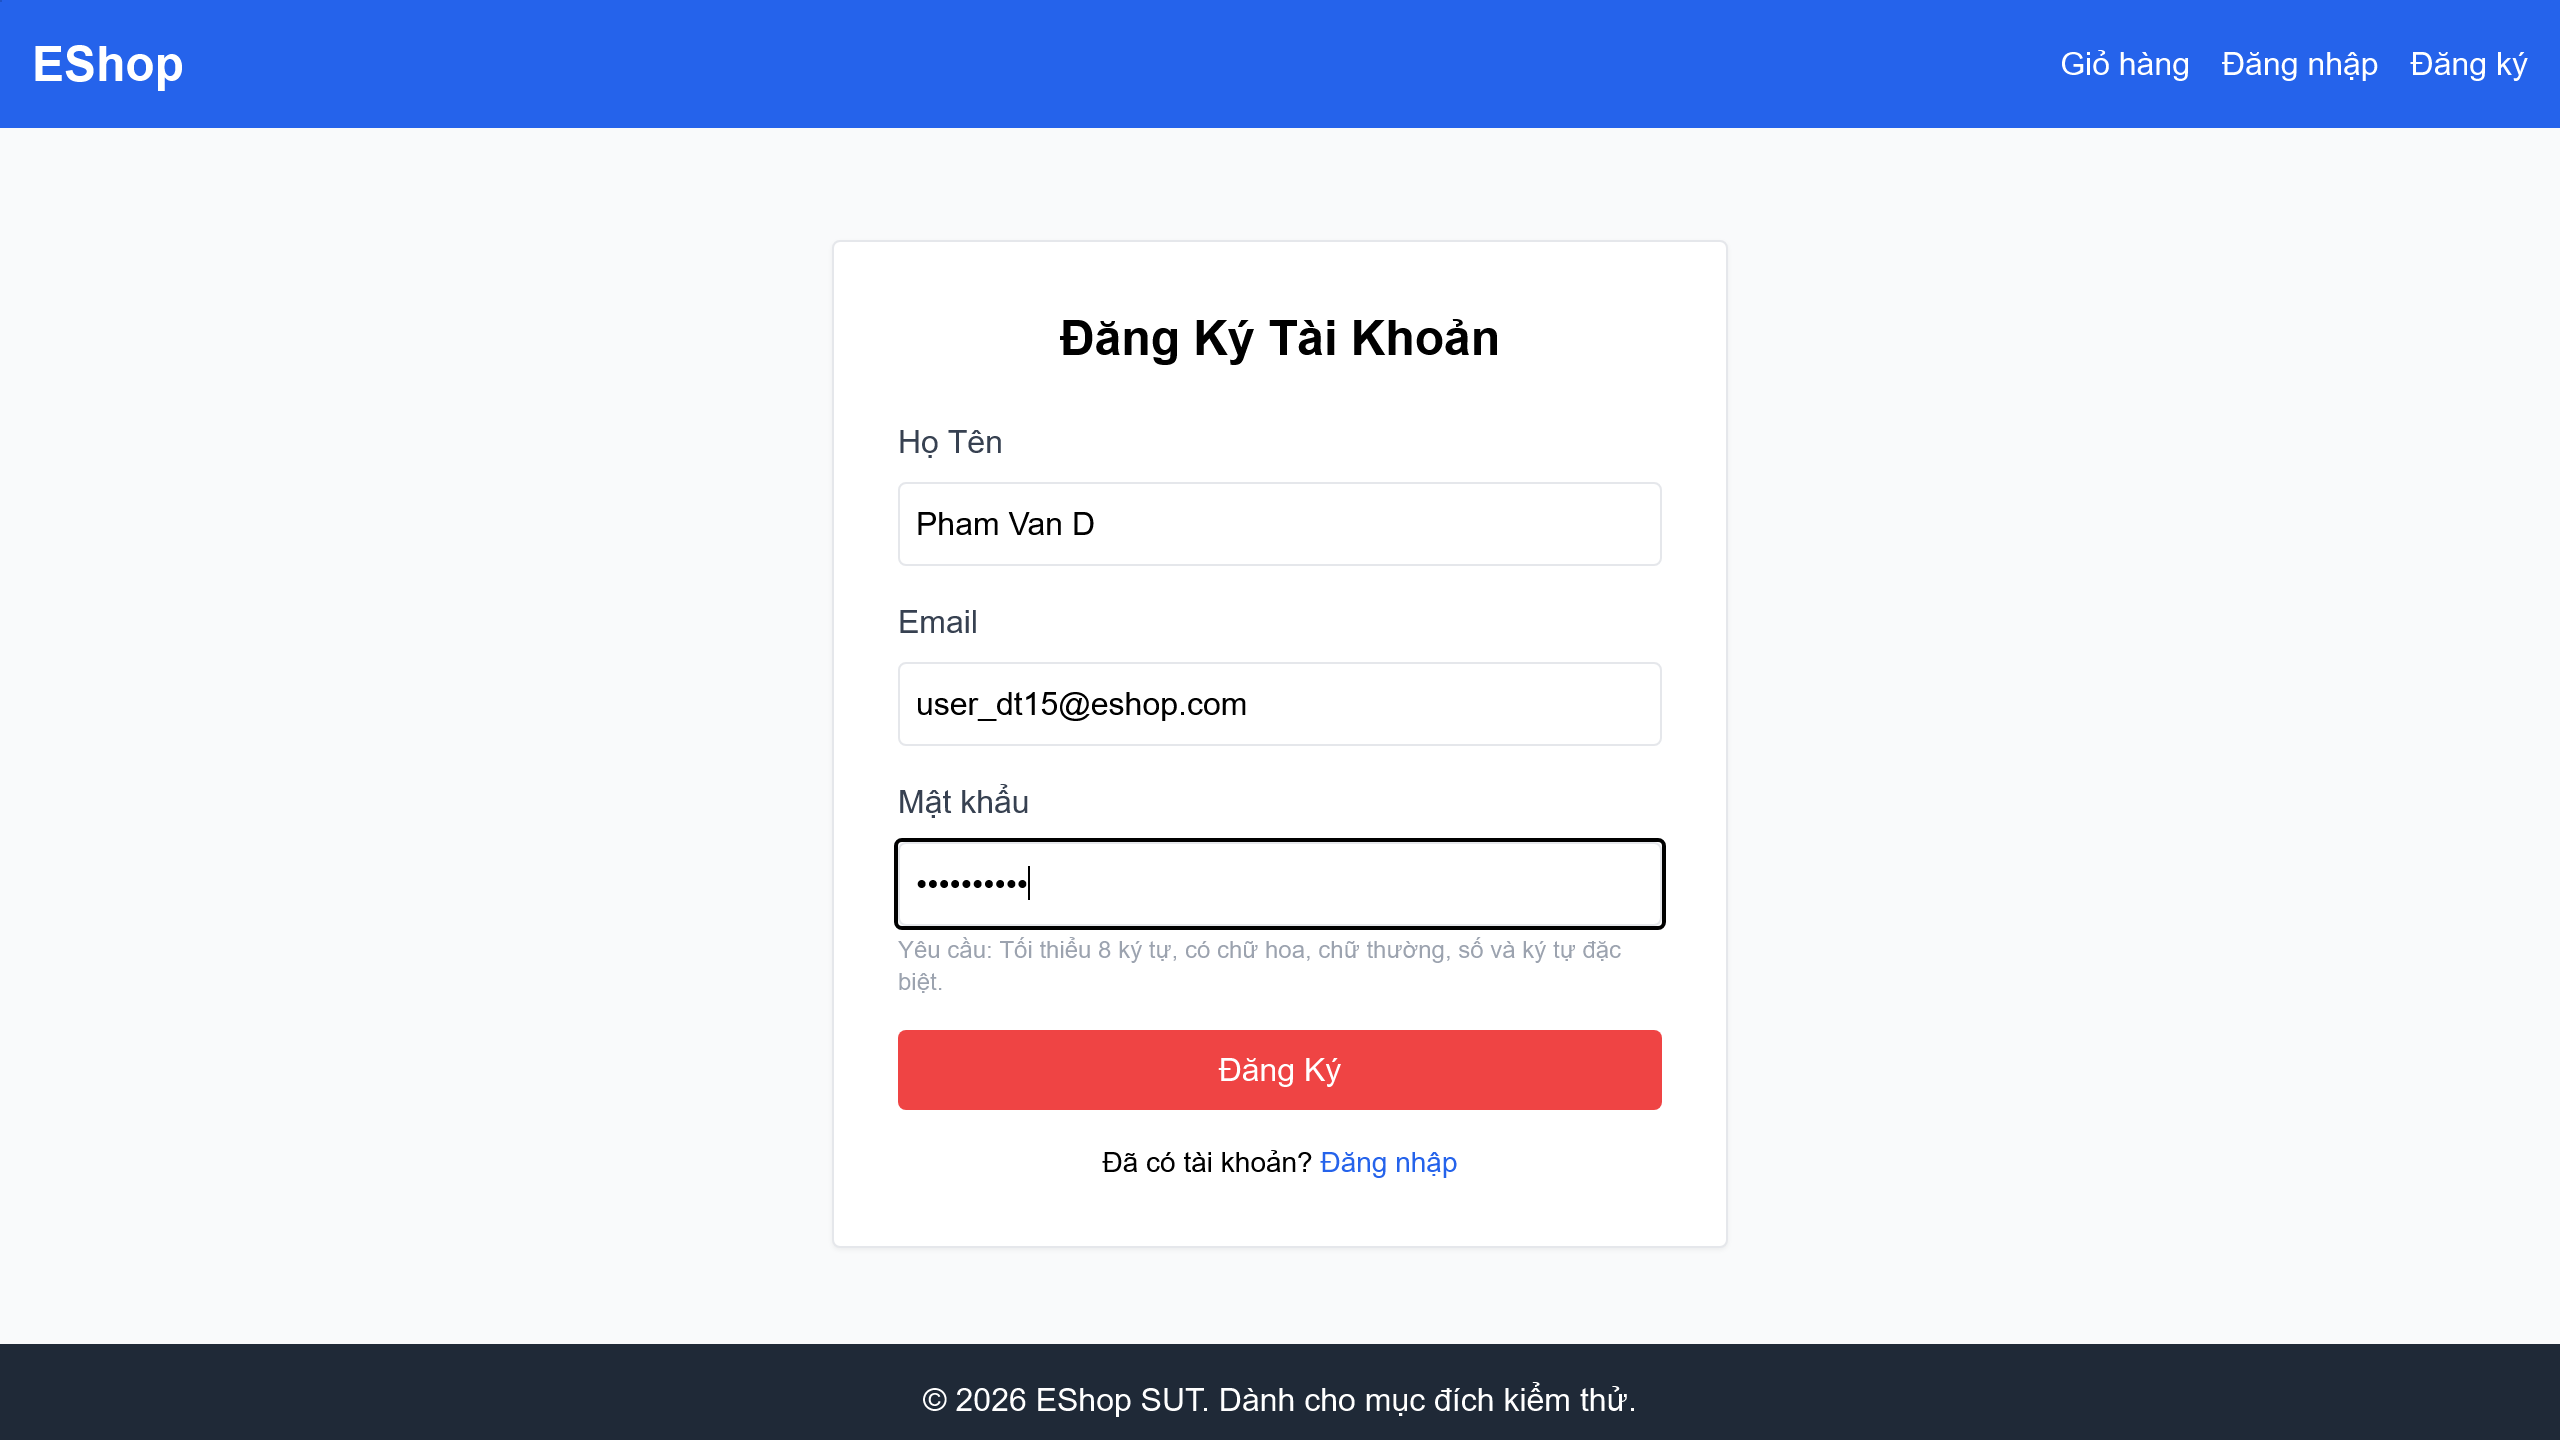 EShop
Giỏ hàng Đăng nhập Đăng ký
Đăng Ký Tài Khoản
Họ Tên
Pham Van D
Email
user_dt15@eshop.com
Mật khẩu
••••••••••
Yêu cầu: Tối thiểu 8 ký tự, có chữ hoa, chữ thường, số và ký tự đặc
biệt.
Đăng Ký
Đã có tài khoản? Đăng nhập
© 2026 EShop SUT. Dành cho mục đích kiểm thử.